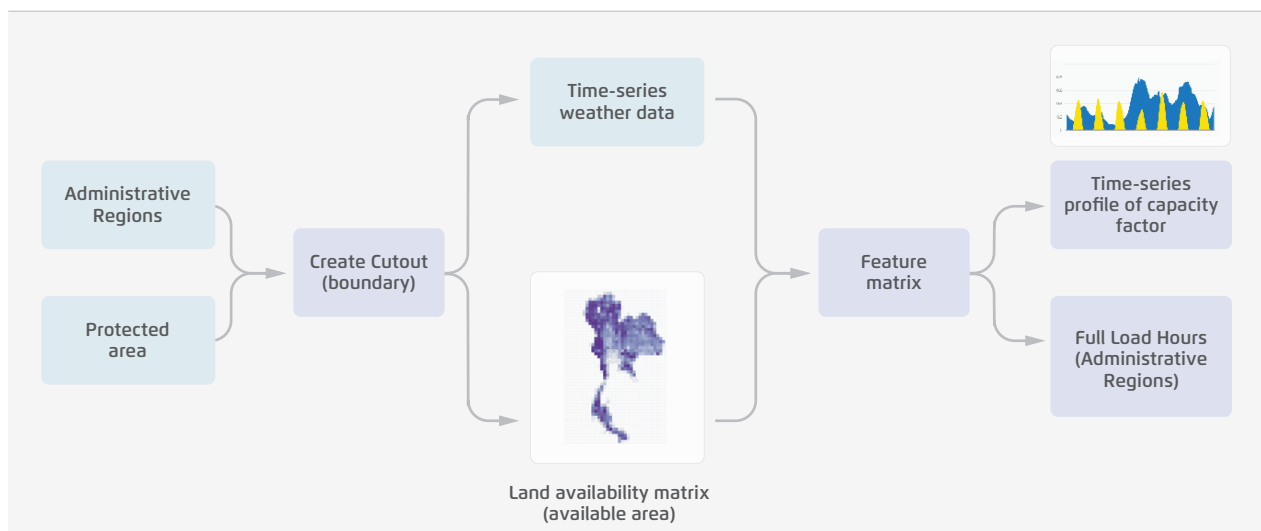 Administrative
Regions
Protected
area
Create Cutout
(boundary)
Time-series
weather data
Land availability matrix
(available area)
Feature
matrix
Time-series
profile of capacity
factor
Full Load Hours
(Administrative
Regions)